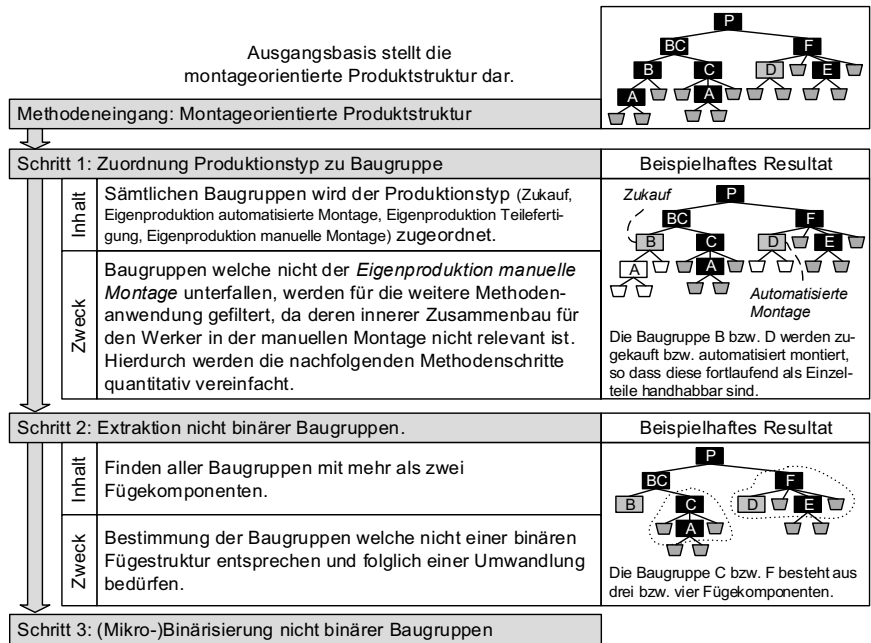 Ausgangsbasis stellt die
montageorientierte Produktstruktur dar.
P
BC
F
B
C
D
E
A
A
Methodeneingang: Montageorientierte Produktstruktur
Schritt 1: Zuordnung Produktionstyp zu Baugruppe
Beispielhaftes Resultat
Inhalt
Sämtlichen Baugruppen wird der Produktionstyp (Zukauf,
Eigenproduktion automatisierte Montage, Eigenproduktion Teileferti-
gung, Eigenproduktion manuelle Montage) zugeordnet.
Zweck
Baugruppen welche nicht der Eigenproduktion manuelle
Montage unterfallen, werden für die weitere Methoden-
anwendung gefiltert, da deren innerer Zusammenbau für
den Werker in der manuellen Montage nicht relevant ist.
Hierdurch werden die nachfolgenden Methodenschritte
quantitativ vereinfacht.
Zukauf
P
BC
F
B
C
D
E
A
A
Automatisierte
Montage
Die Baugruppe B bzw. D werden zu-
gekauft bzw. automatisiert montiert,
so dass diese fortlaufend als Einzel-
teile handhabbar sind.
Schritt 2: Extraktion nicht binärer Baugruppen.
Beispielhaftes Resultat
Inhalt
Finden aller Baugruppen mit mehr als zwei
Fügekomponenten.
Zweck
Bestimmung der Baugruppen welche nicht einer binären
Fügestruktur entsprechen und folglich einer Umwandlung
bedürfen.
P
BC
F
B
C
D
E
A
Die Baugruppe C bzw. F besteht aus
drei bzw. vier Fügekomponenten.
Schritt 3: (Mikro-)Binärisierung nicht binärer Baugruppen